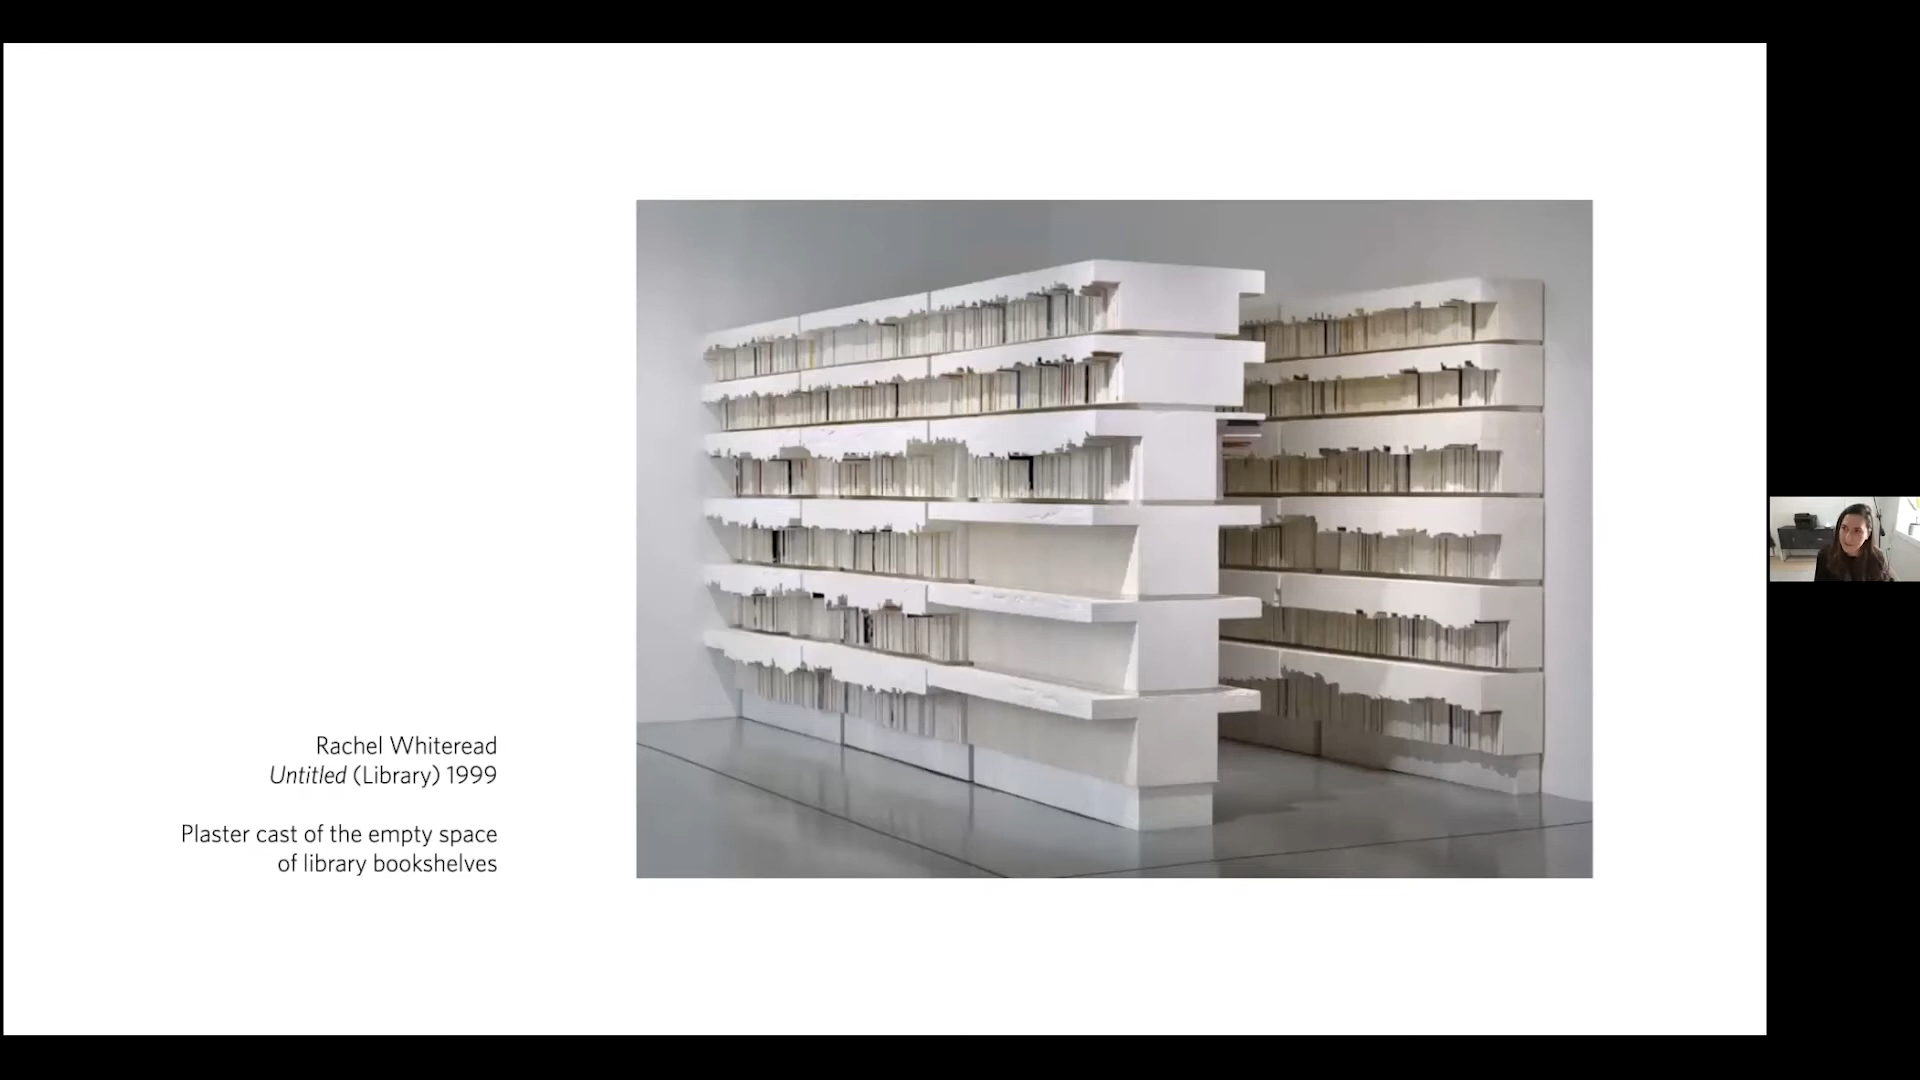 Rachel Whiteread
Untitled (Library) 1999
Plaster cast of the empty space
of library bookshelves